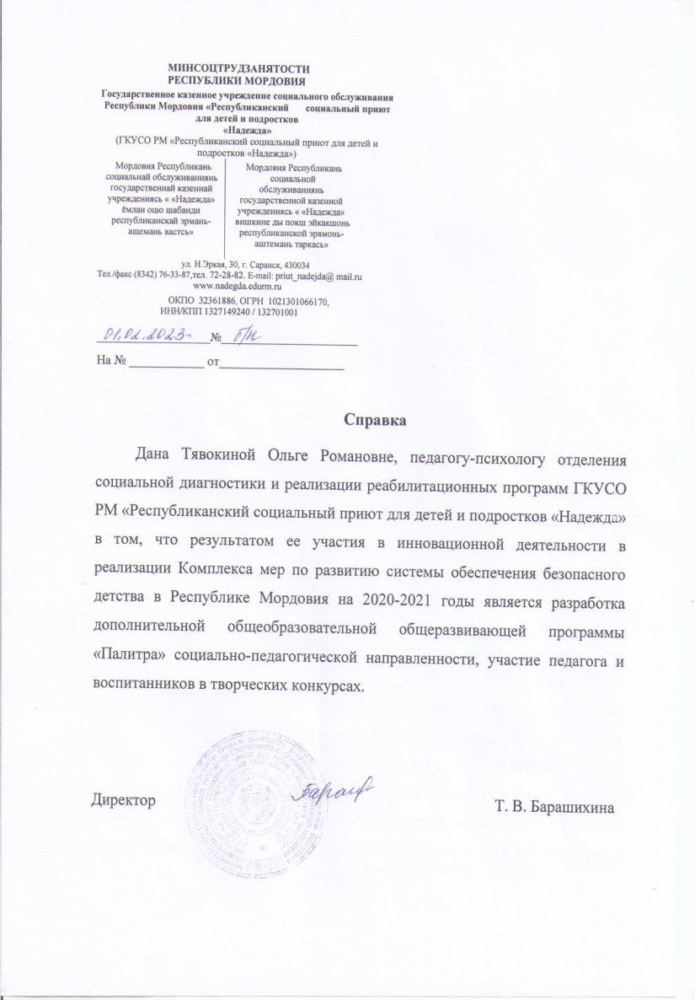 МИНСОЦТРУДЗАНЯТОСТИ
РЕСПУБЛИКИ МОРДОВИЯ
Государственное казенное учреждение социального обслуживания
Республики Мордовия «Республиканский социальный приют
для детей и подростков
«Надежда»
(ГКУСО РМ «Республиканский социальный приют для детей и
подростков «Надежда»)
Мордовия Республикань
социальнай обслуживаниянь
государственнай казеннай
учреждениясь « «Надежда»
ёмлаи оцю шабанди
республиканскай эрмань-
ащемань вастсь»
Мордовия Республикань
социальной
обслуживаниянь
государственной казенной
учреждениясь « «Надежда»
вишкине ды покш эйкакшонь
республиканской эрямонь-
аштемань таркась»
ул. Н.Эркая, 30, г. Саранск, 430034
Тел./факс (8342) 76-33-87,тел. 72-28-82. E-mail: priut_nadejda@ mail.ru
www.nadegda.edurm.ru
ОКПО 32361886, ОГРН 1021301066170,
ИНН/КПП 1327149240 / 132701001
01.02.2023г. № б/н
На № ____________ от____________________
Справка
Дана Тявокиной Ольге Романовне, педагогу-психологу отделения
социальной диагностики и реализации реабилитационных программ ГКУСО
РМ «Республиканский социальный приют для детей и подростков «Надежда»
в том, что результатом ее участия в инновационной деятельности в
реализации Комплекса мер по развитию системы обеспечения безопасного
детства в Республике Мордовия на 2020-2021 годы является разработка
дополнительной общеобразовательной общеразвивающей программы
«Палитра» социально-педагогической направленности, участие педагога и
воспитанников в творческих конкурсах.
Директор
Т. В. Барашихина